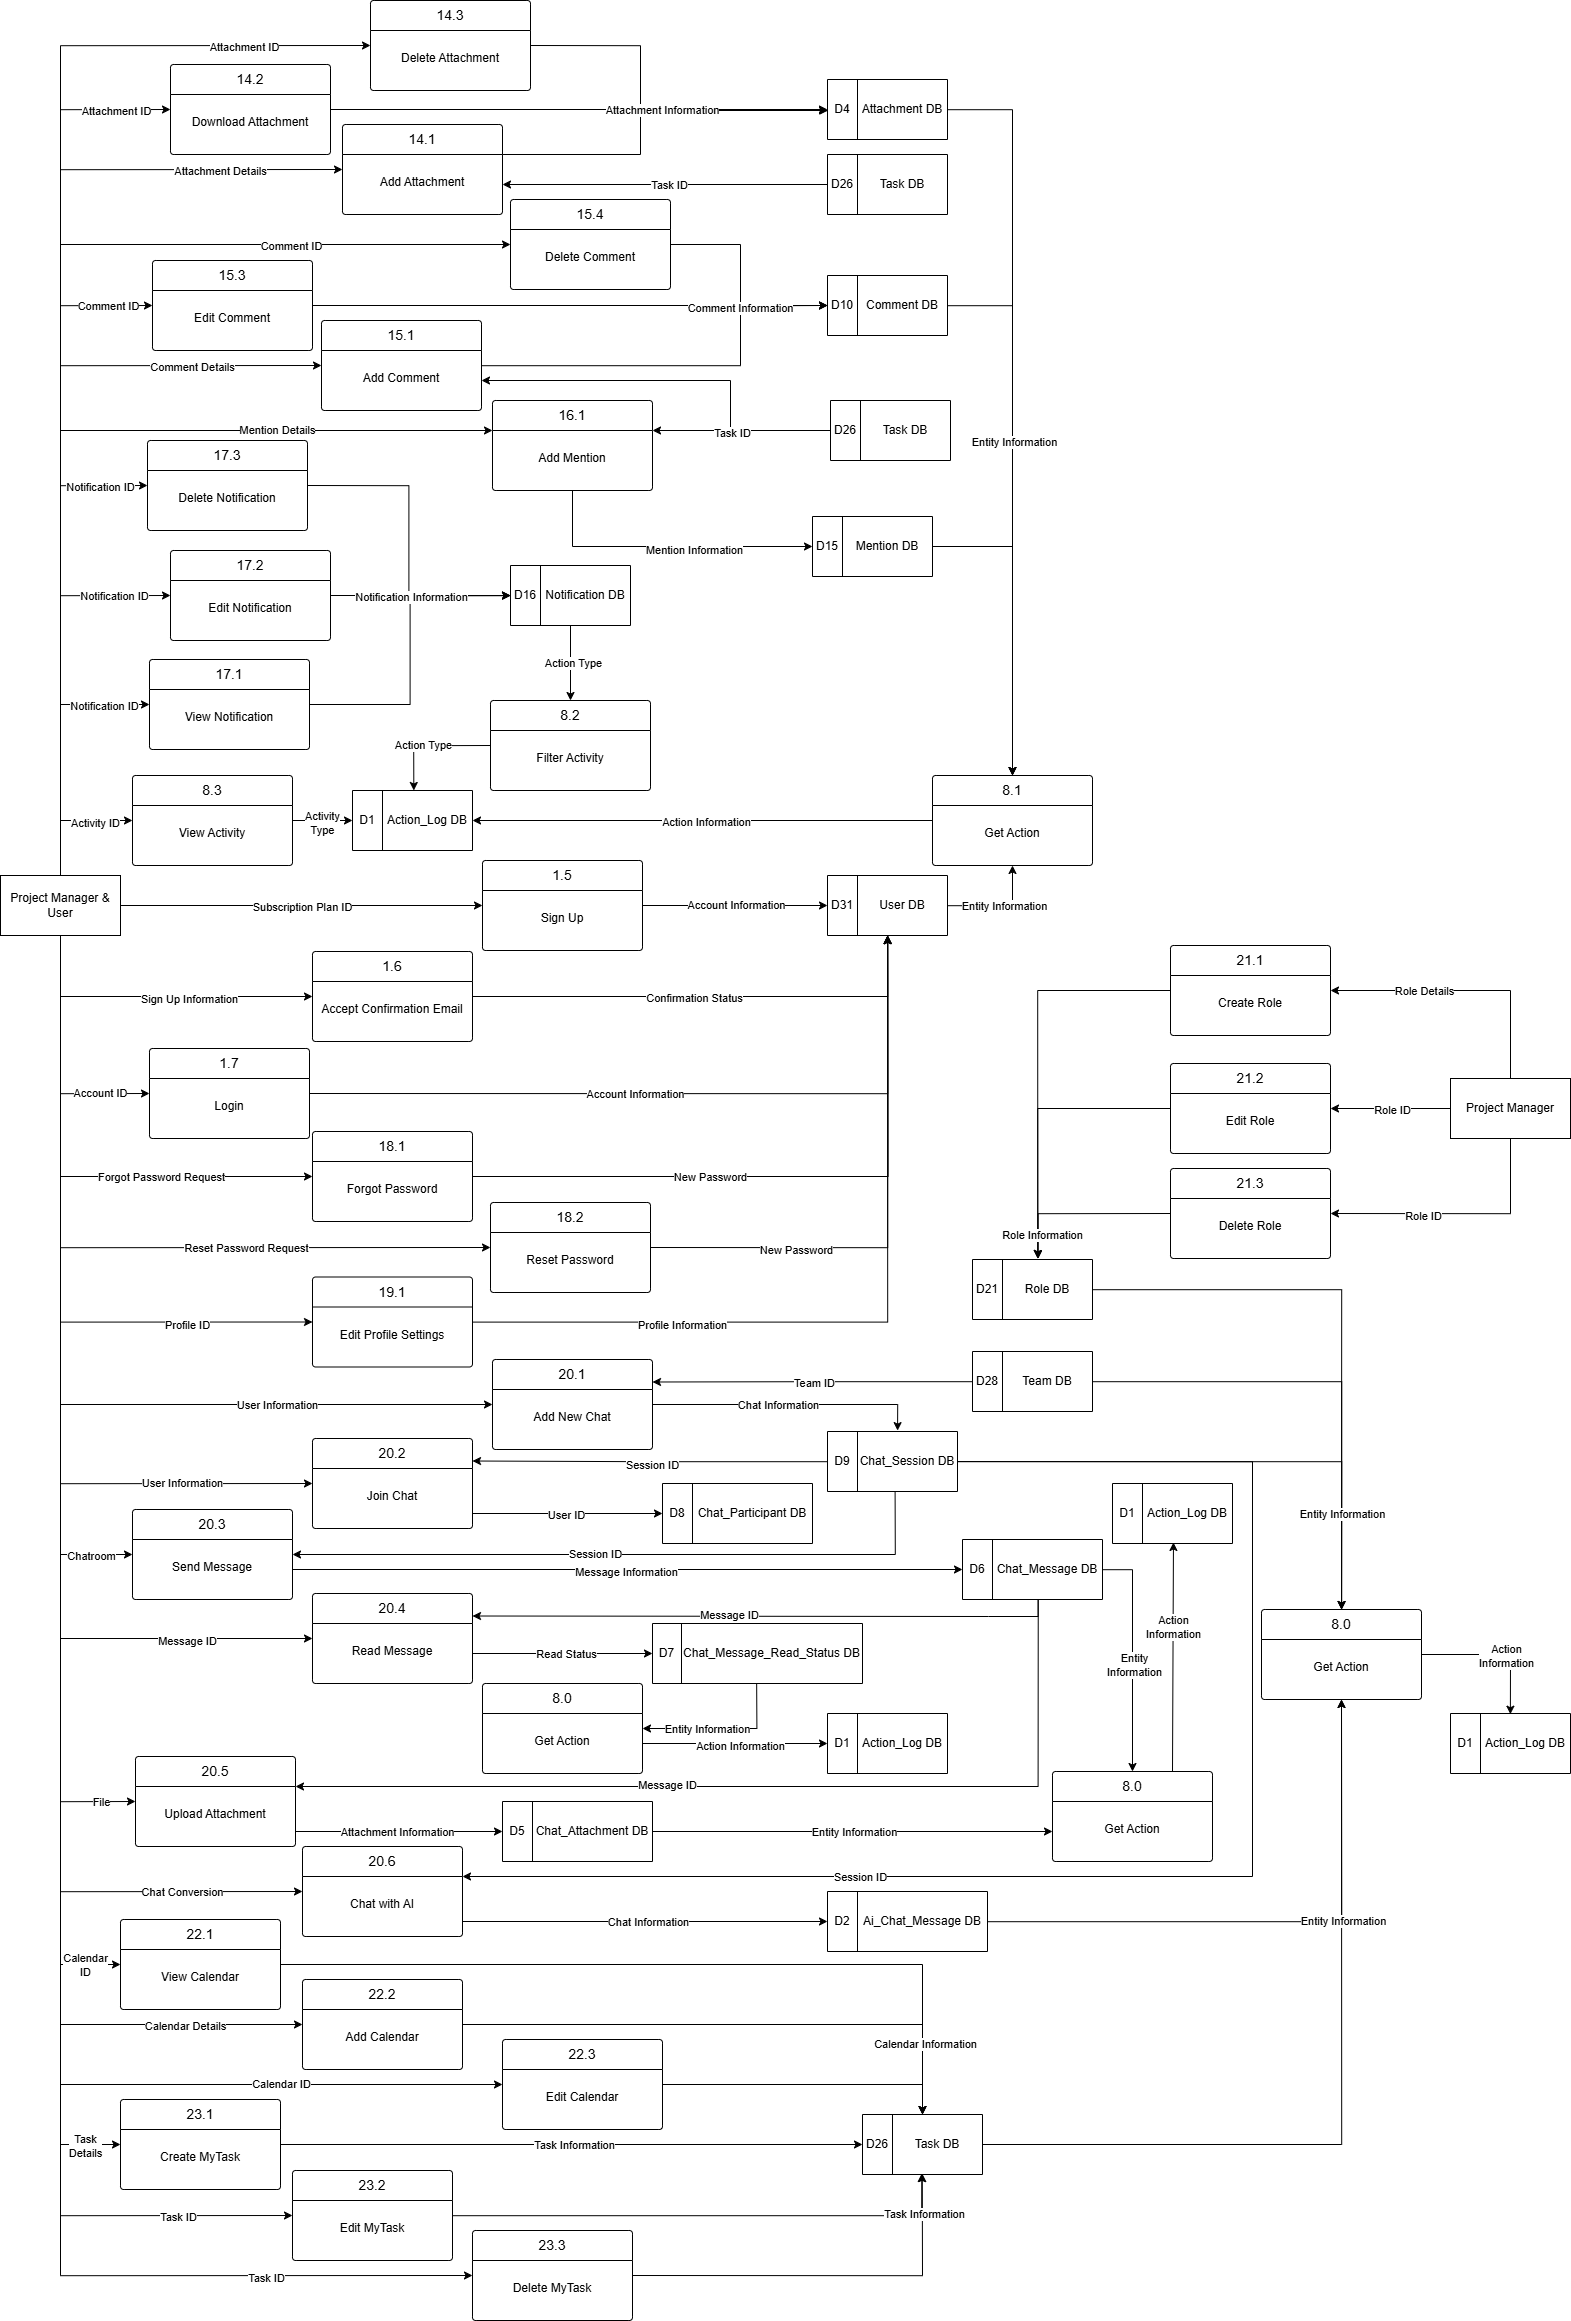 14.3
Delete Attachment
Attachment ID
14.2
Download Attachment
Attachment ID
Attachment Information
D4
Attachment DB
14.1
Add Attachment
Attachment Details
Task ID
D26
Task DB
15.4
Delete Comment
Comment ID
15.3
Edit Comment
Comment ID
Comment Information
D10
Comment DB
15.1
Add Comment
Comment Details
16.1
Add Mention
Mention Details
Task ID
D26
Task DB
Entity Information
17.3
Delete Notification
Notification ID
Mention Information
D15
Mention DB
17.2
Edit Notification
Notification ID
Notification Information
D16
Notification DB
Action Type
17.1
View Notification
Notification ID
8.2
Filter Activity
Action Type
8.3
View Activity
Activity ID
Activity
Type
D1
Action_Log DB
Action Information
8.1
Get Action
Project Manager &
User
Subscription Plan ID
1.5
Sign Up
Account Information
D31
User DB
Entity Information
1.6
Accept Confirmation Email
Sign Up Information
Confirmation Status
21.1
Create Role
Role Details
1.7
Login
Account ID
Account Information
21.2
Edit Role
Role ID
Project Manager
18.1
Forgot Password
Forgot Password Request
New Password
21.3
Delete Role
Role ID
18.2
Reset Password
Reset Password Request
New Password
Role Information
D21
Role DB
19.1
Edit Profile Settings
Profile ID
Profile Information
20.1
Add New Chat
User Information
Team ID
D28
Team DB
Chat Information
20.2
Join Chat
User Information
Session ID
D9
Chat_Session DB
User ID
D8
Chat_Participant DB
D1
Action_Log DB
Entity Information
20.3
Send Message
Chatroom
Session ID
Message Information
D6
Chat_Message DB
20.4
Read Message
Message ID
Message ID
Read Status
D7
Chat_Message_Read_Status DB
Action
Information
Entity
Information
8.0
Get Action
Action
Information
D1
Action_Log DB
8.0
Get Action
Entity Information
Action Information
D1
Action_Log DB
20.5
Upload Attachment
File
Message ID
Attachment Information
D5
Chat_Attachment DB
Entity Information
8.0
Get Action
20.6
Chat with AI
Chat Conversion
Session ID
Chat Information
D2
Ai_Chat_Message DB
Entity Information
22.1
View Calendar
Calendar
ID
22.2
Add Calendar
Calendar Details
Calendar Information
22.3
Edit Calendar
Calendar ID
23.1
Create MyTask
Task
Details
Task Information
D26
Task DB
23.2
Edit MyTask
Task ID
Task Information
23.3
Delete MyTask
Task ID